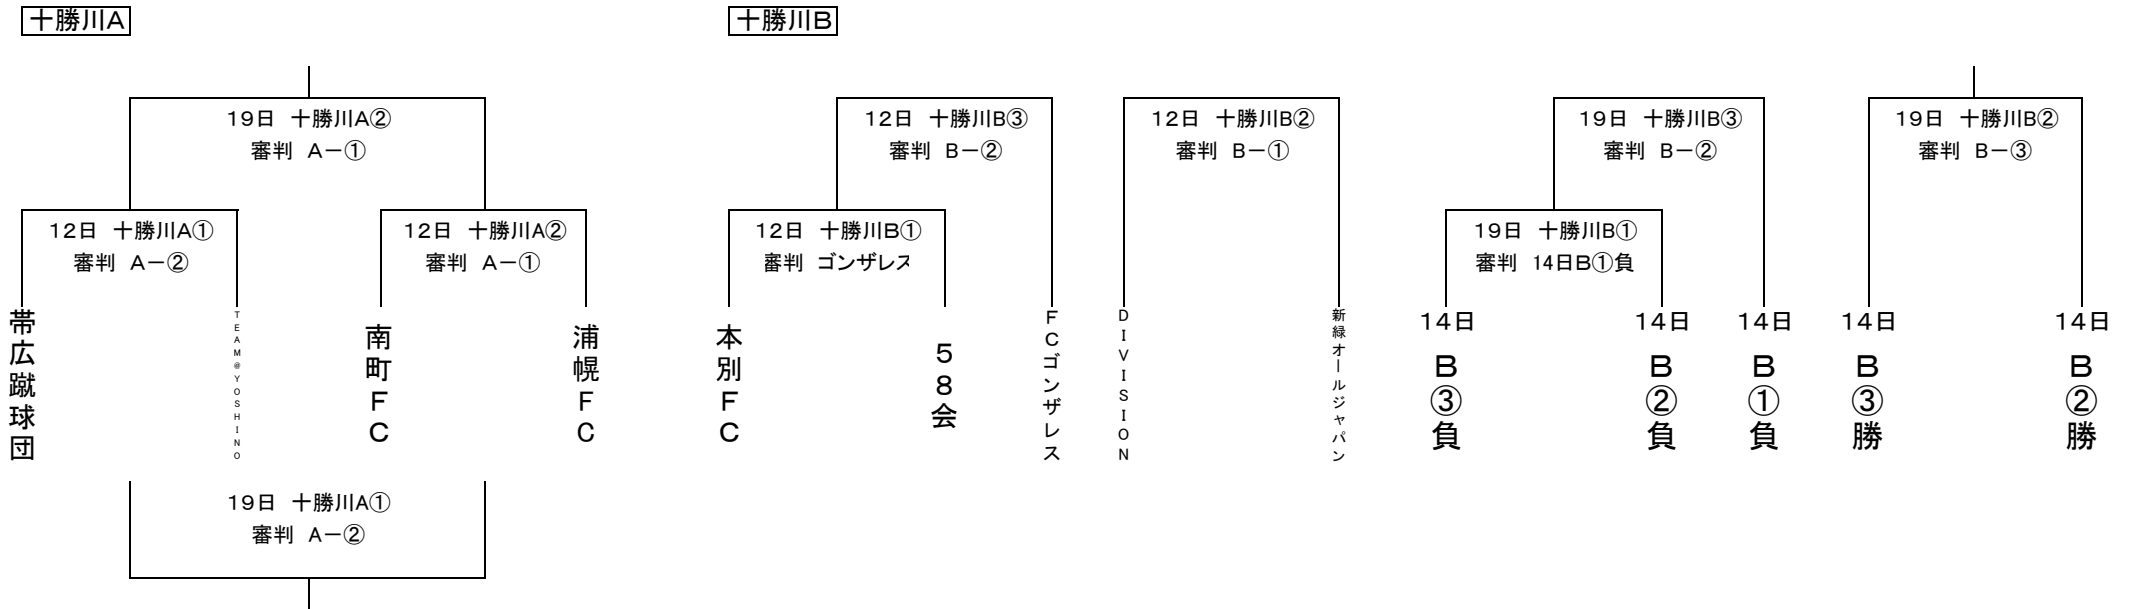 十勝川A
十勝川B
19日 十勝川A②
審判 A－①
12日 十勝川B③
審判 B－②
12日 十勝川B②
審判 B－①
19日 十勝川B③
審判 B－②
19日 十勝川B②
審判 B－③
12日 十勝川A①
審判 A－②
12日 十勝川A②
審判 A－①
12日 十勝川B①
審判 ゴンザレス
19日 十勝川B①
審判 14日B①負
帯広蹴球団
TEAM@YOSHINO
南町FC
浦幌FC
本別FC
58会
FCゴンザレス
DIVISION
新緑オールジャパン
14日 B③負
14日 B②負
14日 B①負
14日 B③勝
14日 B②勝
19日 十勝川A①
審判 A－②